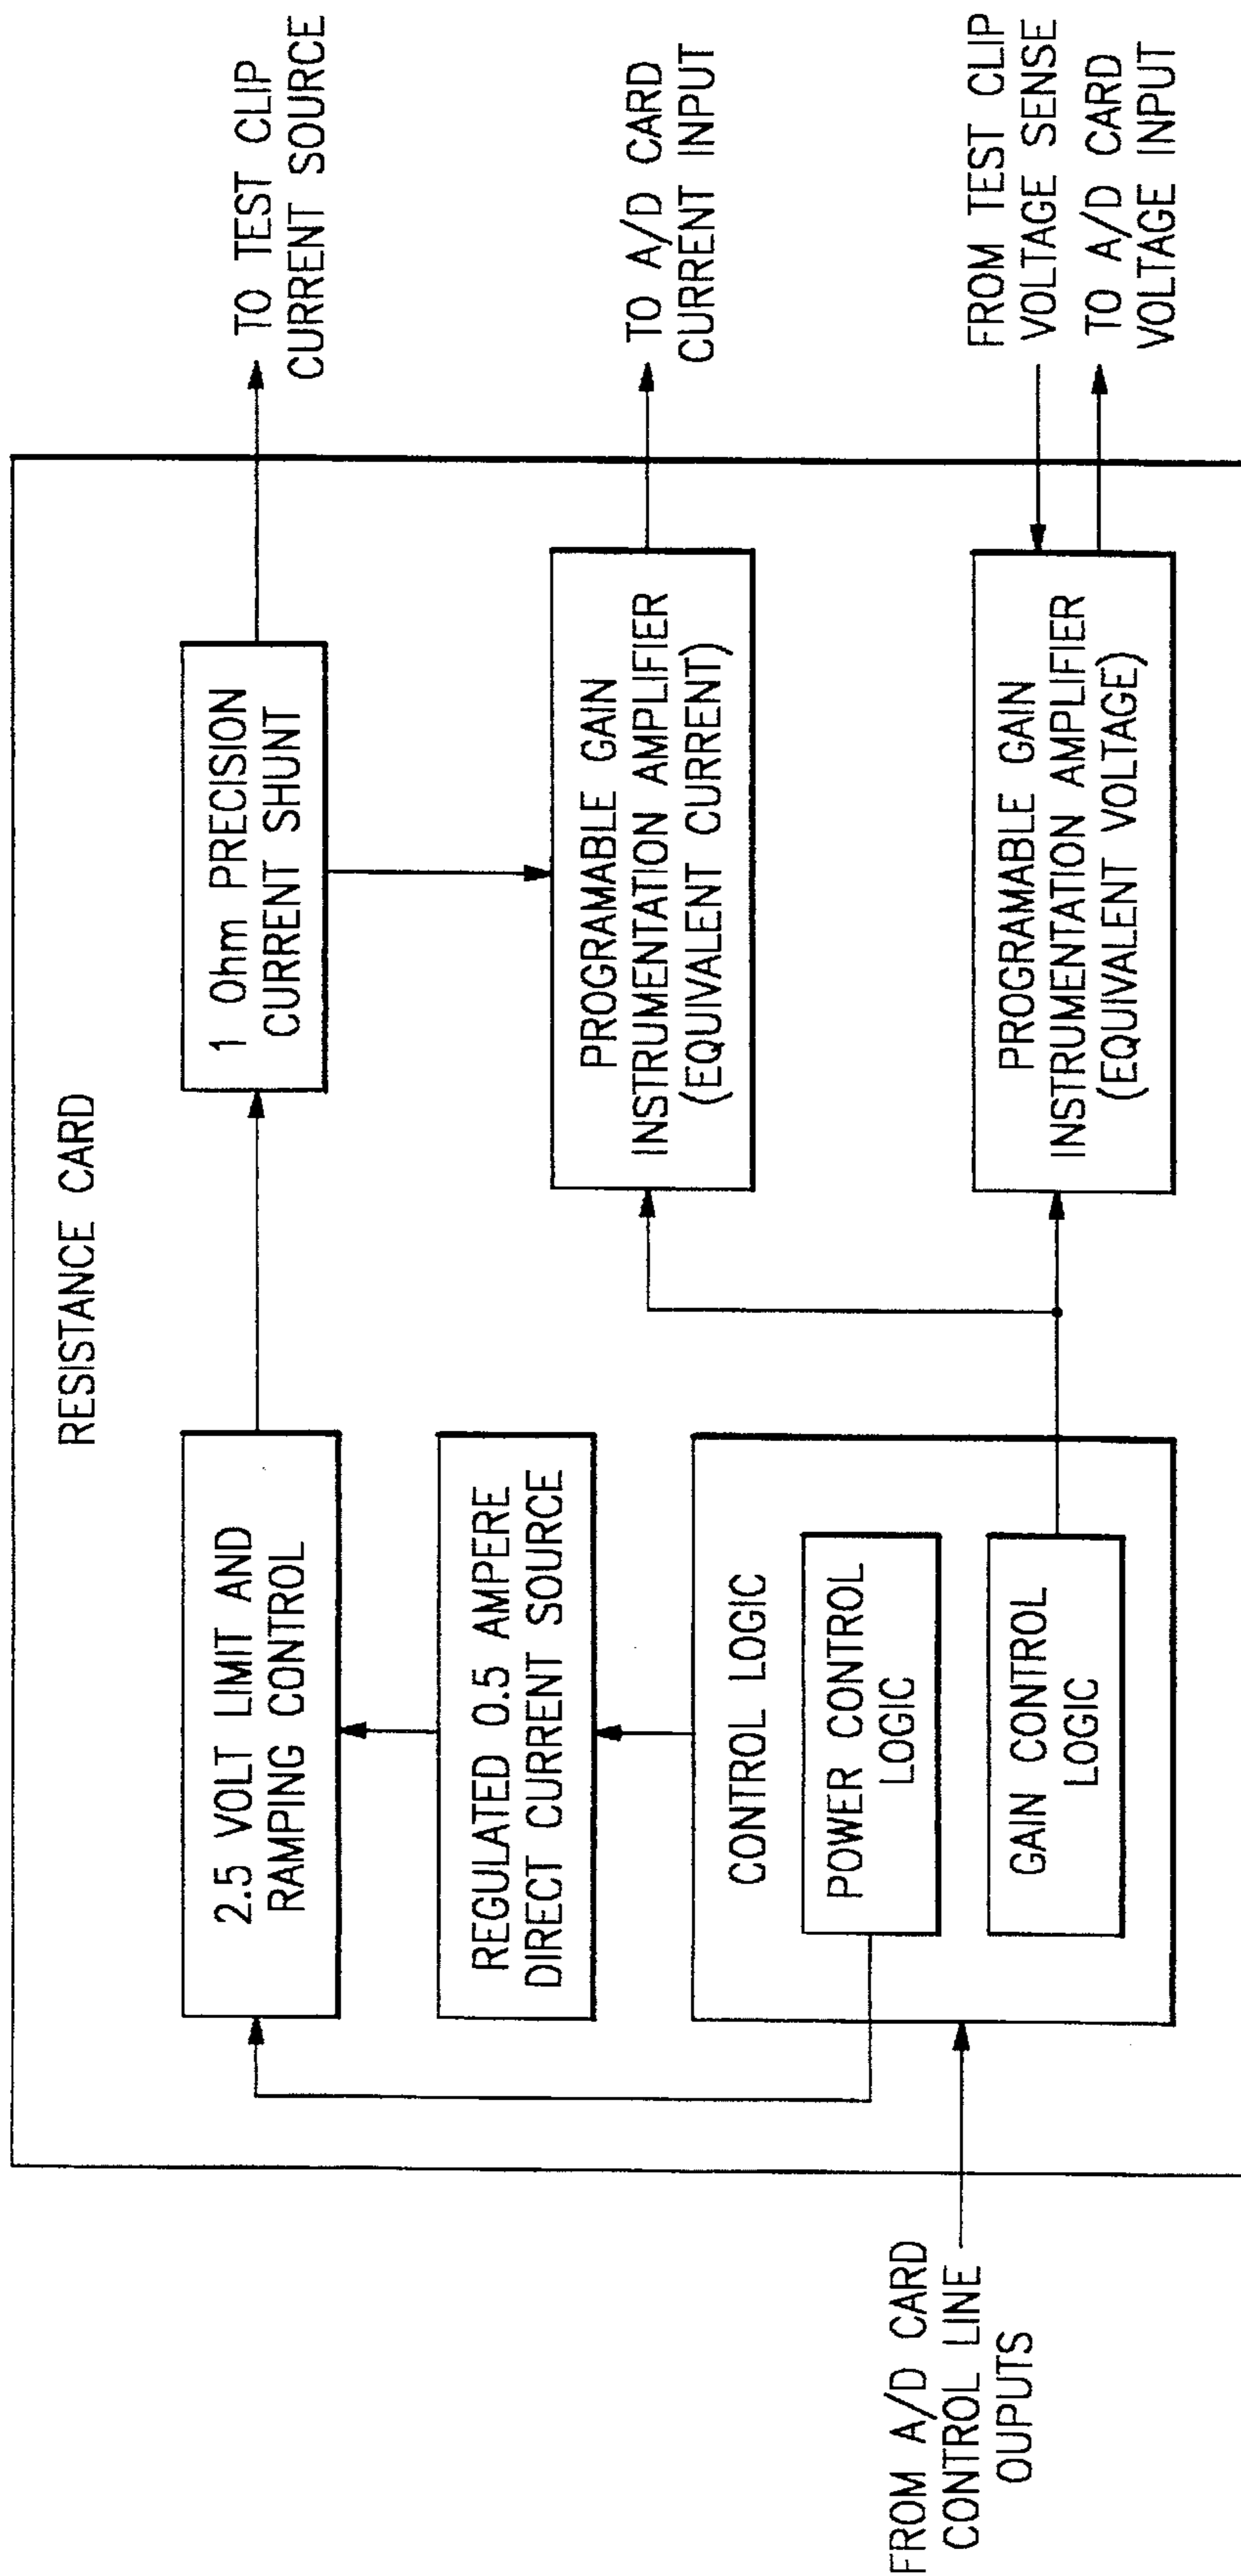 RESISTANCE CARD
2.5 VOLT LIMIT AND
RAMPING CONTROL
1 Ohm PRECISION
CURRENT SHUNT
TO TEST CLIP
CURRENT SOURCE
REGULATED 0.5 AMPERE
DIRECT CURRENT SOURCE
PROGRAMABLE GAIN
INSTRUMENTATION AMPLIFIER
(EQUIVALENT CURRENT)
TO A/D CARD
CURRENT INPUT
CONTROL LOGIC
POWER CONTROL
LOGIC
GAIN CONTROL
LOGIC
PROGRAMABLE GAIN
INSTRUMENTATION AMPLIFIER
(EQUIVALENT VOLTAGE)
FROM TEST CLIP
VOLTAGE SENSE
TO A/D CARD
VOLTAGE INPUT
FROM A/D CARD
CONTROL LINE
OUPUTS